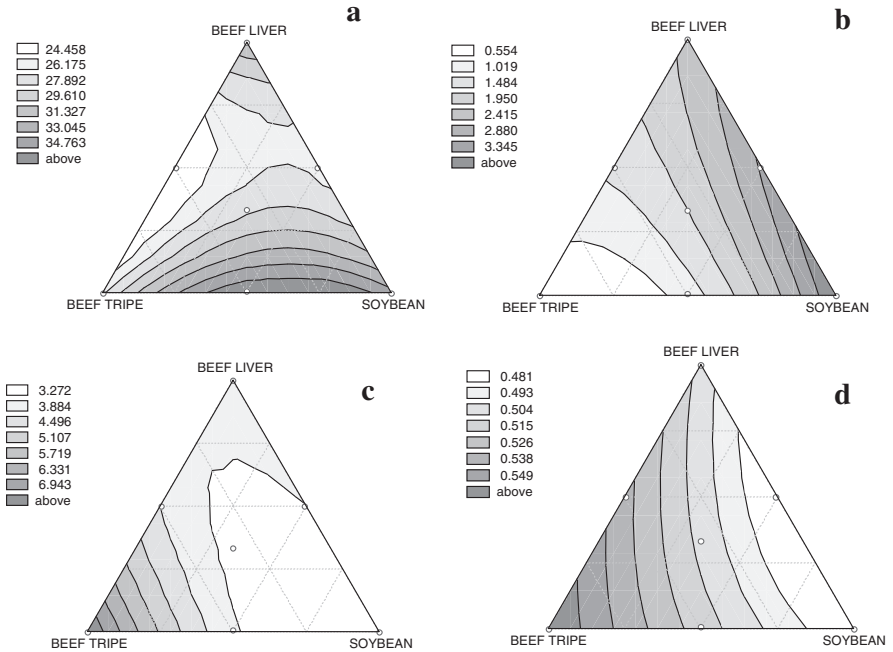 a
BEEF LIVER
24.458
26.175
27.892
29.610
31.327
33.045
34.763
above
BEEF TRIPE
SOYBEAN
b
BEEF LIVER
0.554
1.019
1.484
1.950
2.415
2.880
3.345
above
BEEF TRIPE
SOYBEAN
c
BEEF LIVER
3.272
3.884
4.496
5.107
5.719
6.331
6.943
above
BEEF TRIPE
SOYBEAN
d
BEEF LIVER
0.481
0.493
0.504
0.515
0.526
0.538
0.549
above
BEEF TRIPE
SOYBEAN